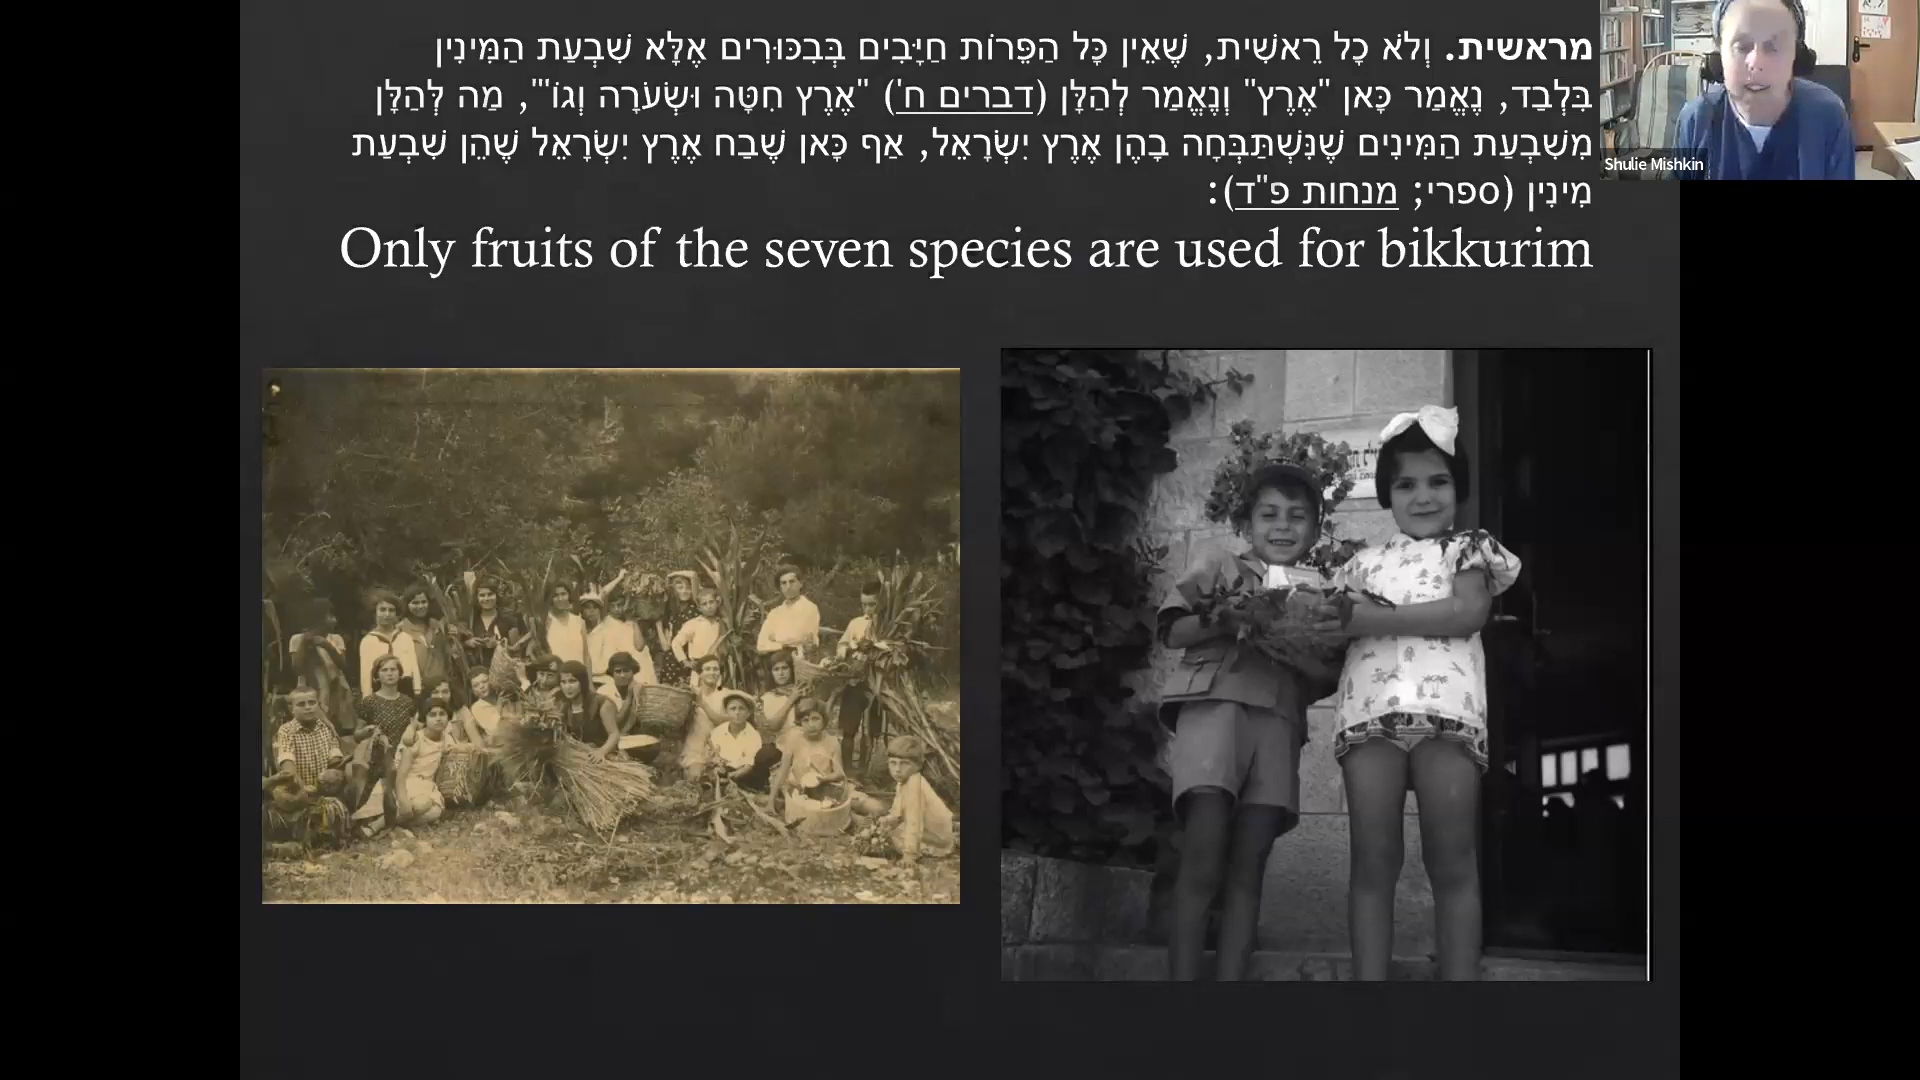 מראשית. וְלֹא כָל רֵאשִׁית, שֶׁאֵין כָּל הַפֵּרוֹת חַיָּבִים בְּבִכּוּרִים אֶלָּא שִׁבְעַת הַמִּינִין
בִּלְבַד, נֶאֱמַר כָּאן "אֶרֶץ" וְנֶאֱמַר לְהַלָּן (דברים ח') "אֶרֶץ חִטָּה וּשְׂעֹרָה וְגוֹ'", מַה לְּהַלָּן
מִשִּׁבְעַת הַמִּינִים שֶׁנִּשְׁתַּבְּחָה בָהֶן אֶרֶץ יִשְׂרָאֵל, אַף כָּאן שֶׁבַח אֶרֶץ יִשְׂרָאֵל שֶׁהֵן שִׁבְעַת
מִינִין (ספרי; מנחות פ"ד):
Only fruits of the seven species are used for bikkurim
Shulie Mishkin